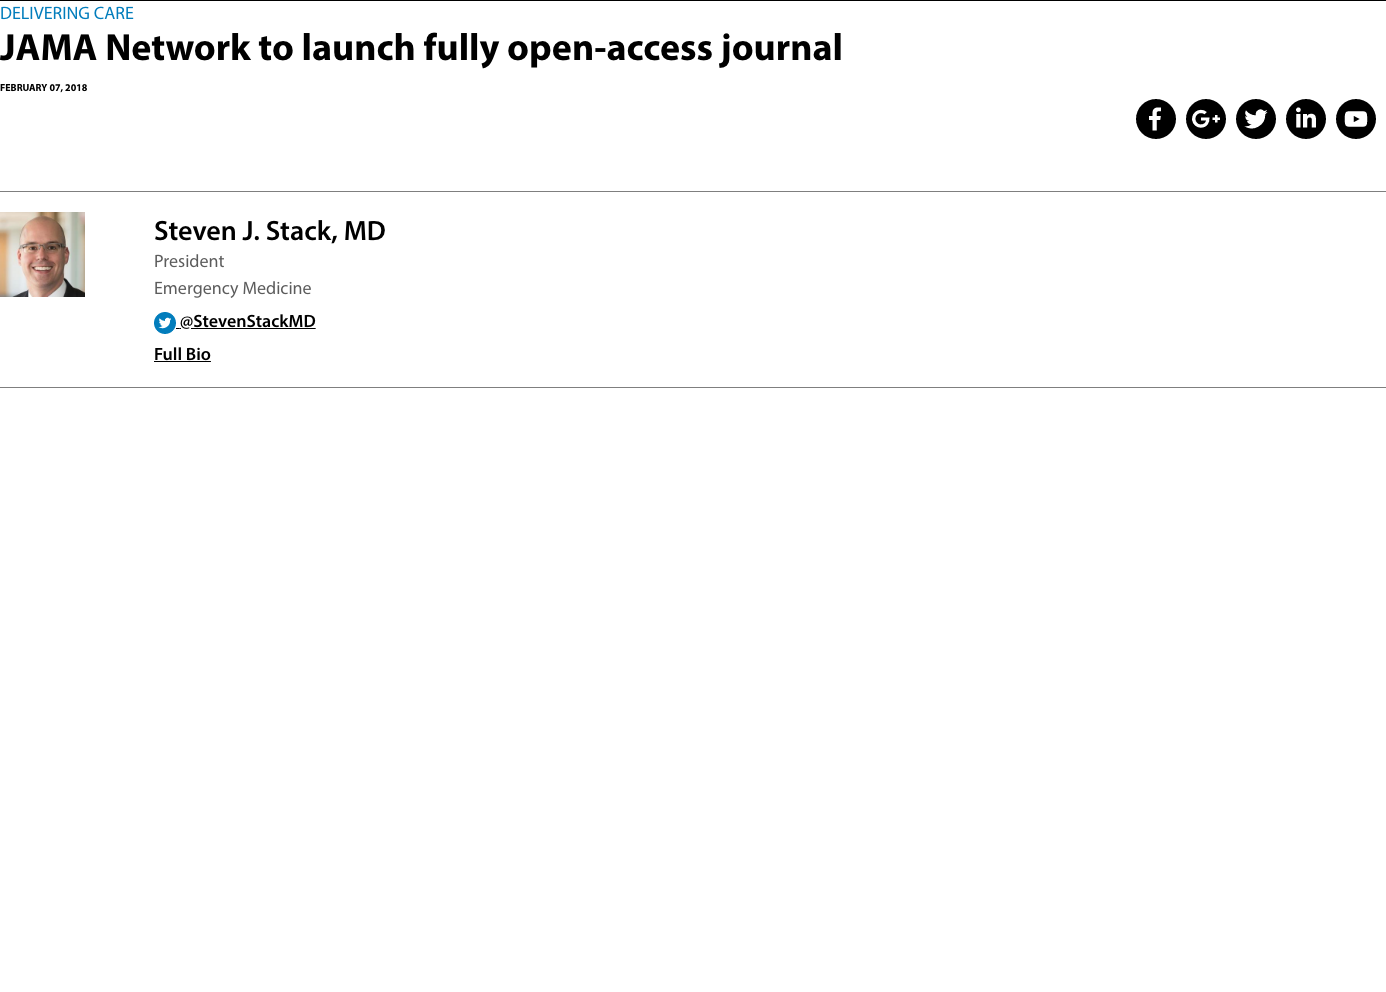 DELIVERING CARE
JAMA Network to launch fully open-access journal
FEBRUARY 07, 2018
Steven J. Stack, MD
President
Emergency Medicine
@StevenStackMD
Full Bio